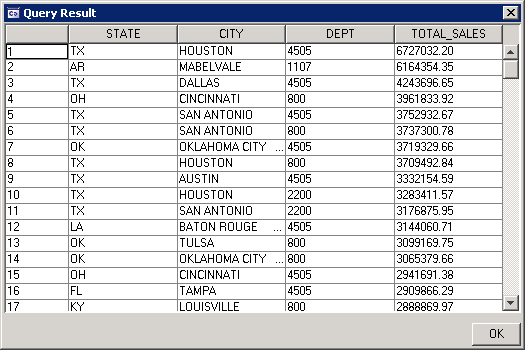 Query Result
STATE CITY DEPT TOTAL_SALES
1 TX HOUSTON 4505 6727032.20
2 AR MABELVALE 1107 6164354.35
3 TX DALLAS 4505 4243696.65
4 OH CINCINNATI 800 3961833.92
5 TX SAN ANTONIO 4505 3752932.67
6 TX SAN ANTONIO 800 3737300.78
7 OK OKLAHOMA CITY ... 4505 3719329.66
8 TX HOUSTON 800 3709492.84
9 TX AUSTIN 4505 3332154.59
10 TX HOUSTON 2200 3283411.57
11 TX SAN ANTONIO 2200 3176875.95
12 LA BATON ROUGE ... 4505 3144060.71
13 OK TULSA 800 3099169.75
14 OK OKLAHOMA CITY ... 800 3065379.66
15 OH CINCINNATI 4505 2941691.38
16 FL TAMPA 4505 2909866.29
17 KY LOUISVILLE 800 2888869.97
OK